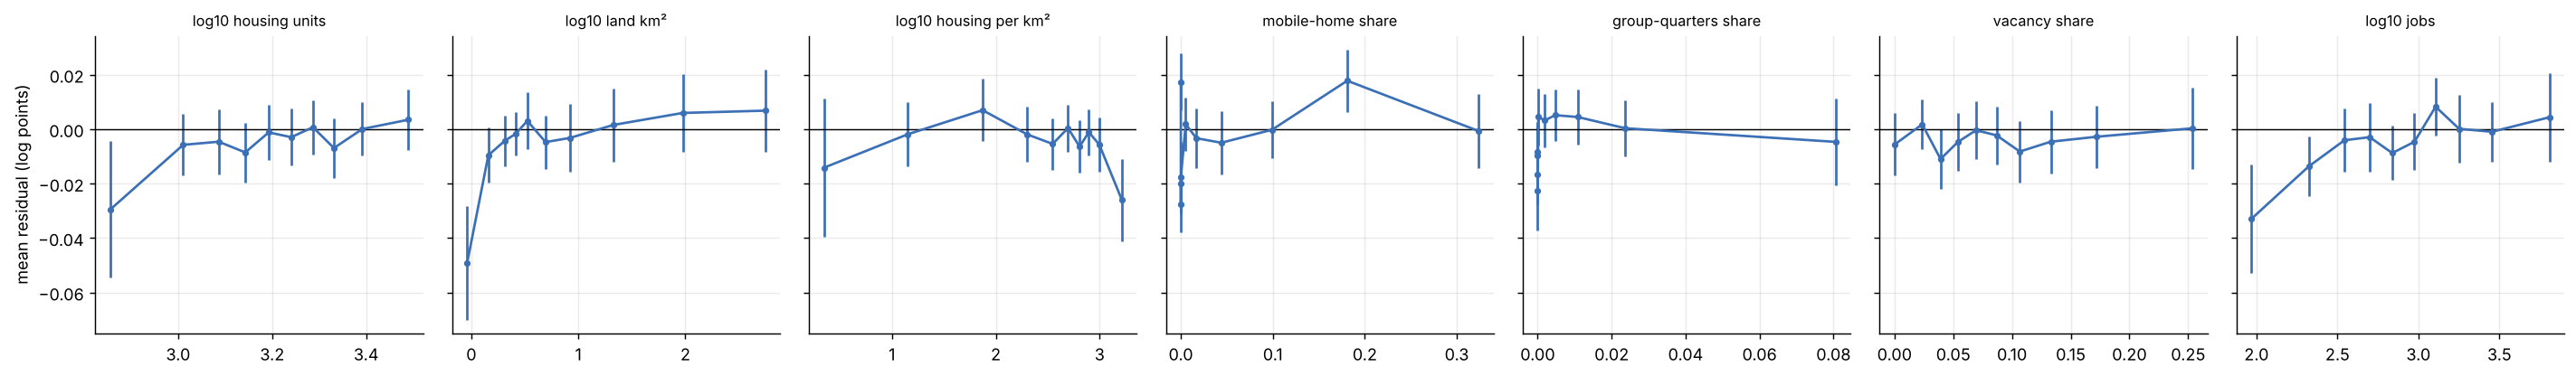 log10 housing units
log10 land km²
log10 housing per km²
mobile-home share
group-quarters share
vacancy share
log10 jobs
mean residual (log points)
0.02
0.00
−0.02
−0.04
−0.06
3.0 3.2 3.4
0 1 2
1 2 3
0.0 0.1 0.2 0.3
0.00 0.02 0.04 0.06 0.08
0.00 0.05 0.10 0.15 0.20 0.25
2.0 2.5 3.0 3.5